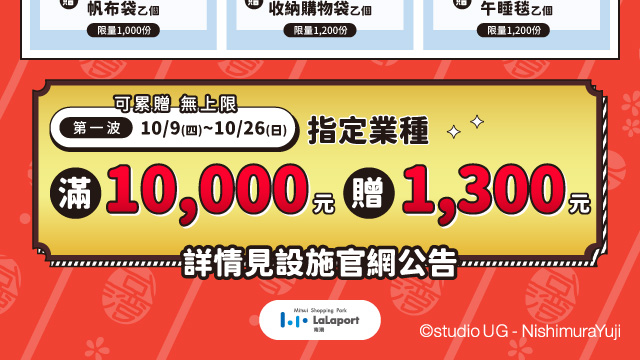 帆布袋乙個
收納購物袋乙個
午睡毯乙個
限量1,000份
限量1,200份
限量1,200份
可累贈 無上限
第一波 10/9(四)~10/26(日) 指定業種
滿10,000元 贈1,300元
詳情見設施官網公告
Mitsui Shopping Park
LaLaport
南港
©studio UG - NishimuraYuji